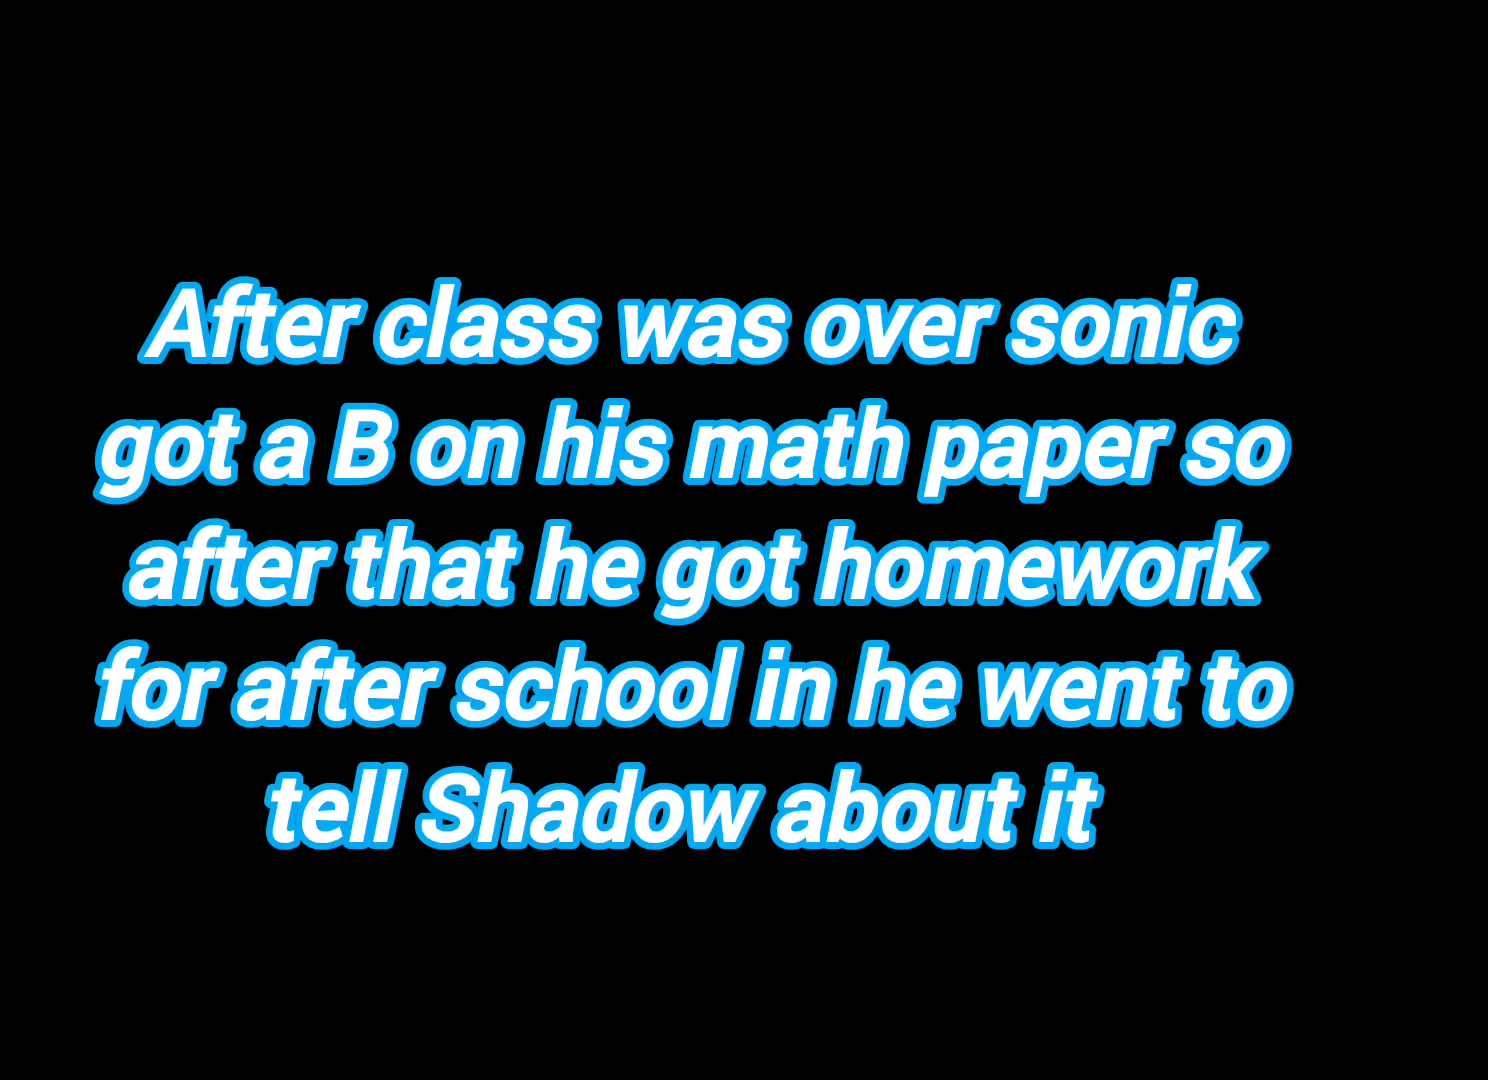 After class was over sonic
got a B on his math paper so
after that he got homework
for after school in he went to
tell Shadow about it